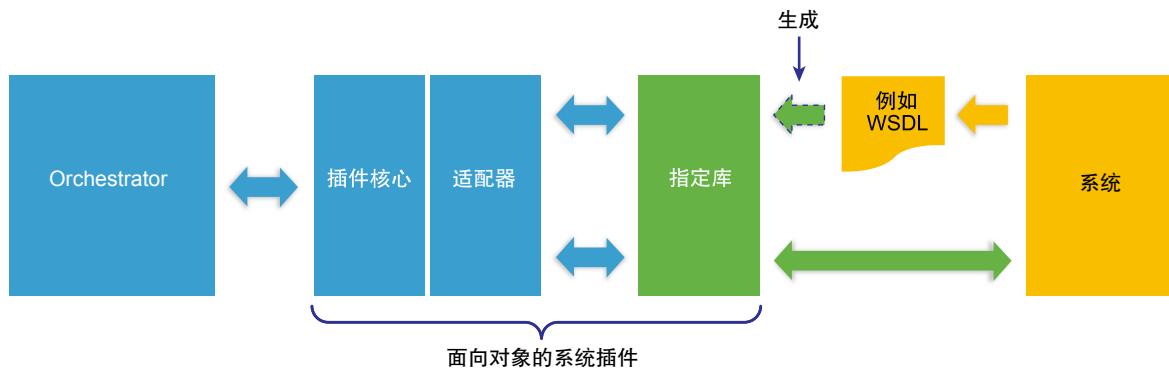 生成
例如
WSDL
Orchestrator
插件核心
适配器
指定库
系统
面向对象的系统插件